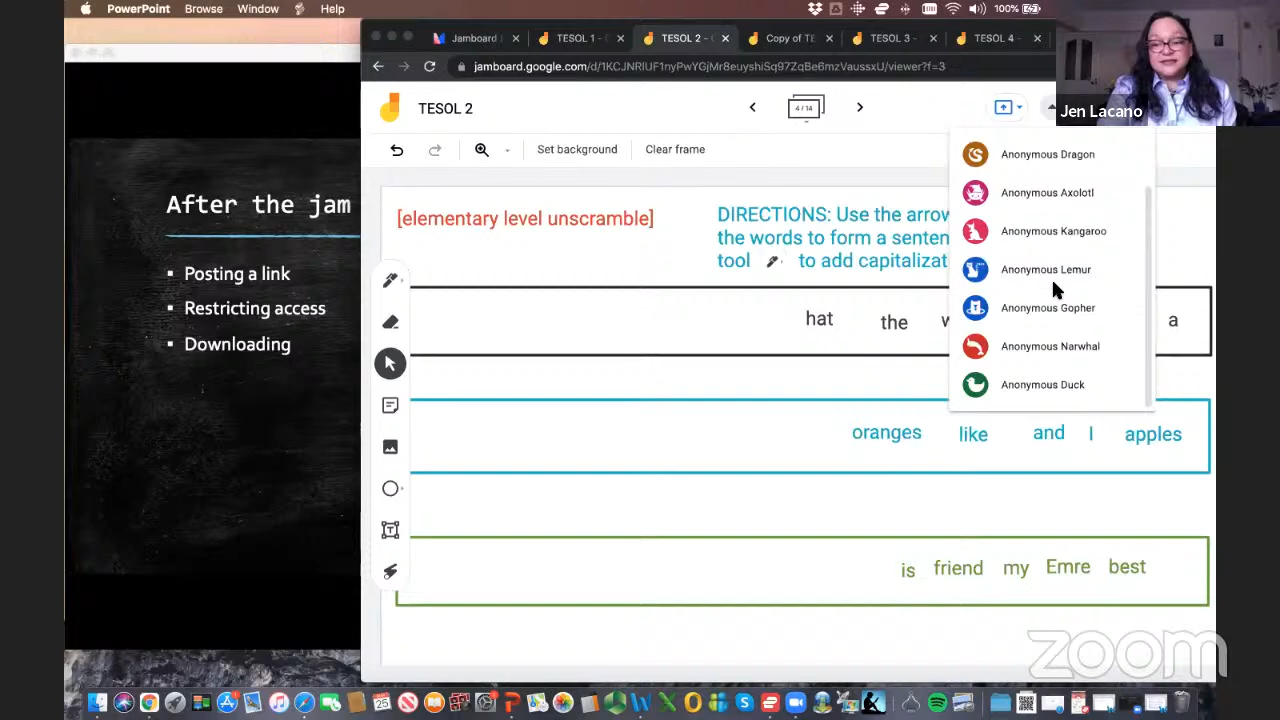 PowerPoint Browse Window Help 100%
Jamboard
TESOL 1 -
TESOL 2 -
Copy of TE
TESOL 3 -
TESOL 4 -
jamboard.google.com/d/1KCJNRIUF1nyPwYGjMr8euyshiSq97ZqBe6mzVaussxU/viewer?f=3
Jen Lacano
TESOL 2
4 / 14
Set background
Clear frame
Anonymous Dragon
Anonymous Axolotl
Anonymous Kangaroo
Anonymous Lemur
Anonymous Gopher
Anonymous Narwhal
Anonymous Duck
After the jam
▪ Posting a link
▪ Restricting access
▪ Downloading
[elementary level unscramble]
DIRECTIONS: Use the arrow
the words to form a senten
tool to add capitalizat
hat the w a
oranges like and I apples
is friend my Emre best
zoom